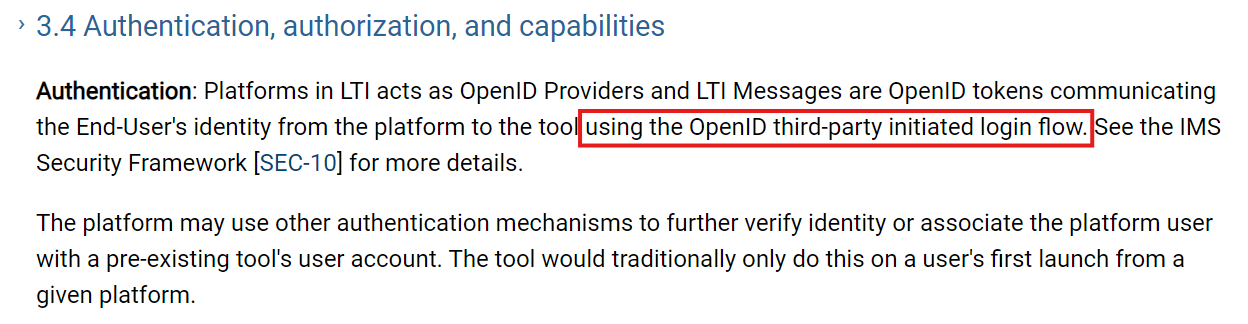 3.4 Authentication, authorization, and capabilities
Authentication: Platforms in LTI acts as OpenID Providers and LTI Messages are OpenID tokens communicating
the End-User's identity from the platform to the tool using the OpenID third-party initiated login flow. See the IMS
Security Framework [SEC-10] for more details.
The platform may use other authentication mechanisms to further verify identity or associate the platform user
with a pre-existing tool's user account. The tool would traditionally only do this on a user's first launch from a
given platform.